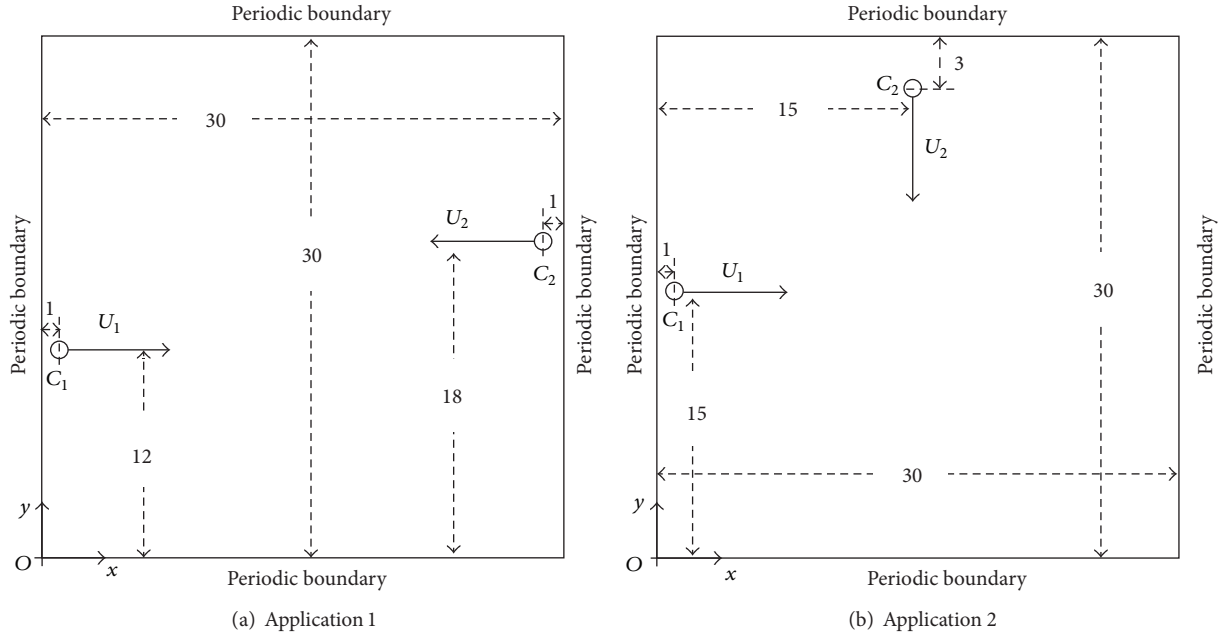 Periodic boundary
30
30
Periodic boundary
Periodic boundary
1
U2
C2
1
U1
C1
18
12
y
O
x
Periodic boundary
(a) Application 1
Periodic boundary
3
C2
15
U2
Periodic boundary
Periodic boundary
1
U1
C1
30
15
30
y
O
x
Periodic boundary
(b) Application 2